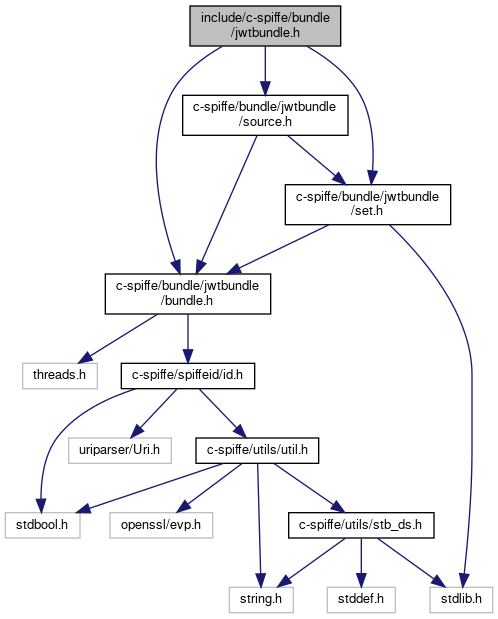 include/c-spiffe/bundle
/jwtbundle.h
c-spiffe/bundle/jwtbundle
/source.h
c-spiffe/bundle/jwtbundle
/set.h
c-spiffe/bundle/jwtbundle
/bundle.h
threads.h
c-spiffe/spiffeid/id.h
uriparser/Uri.h
c-spiffe/utils/util.h
stdbool.h
openssl/evp.h
c-spiffe/utils/stb_ds.h
string.h
stddef.h
stdlib.h